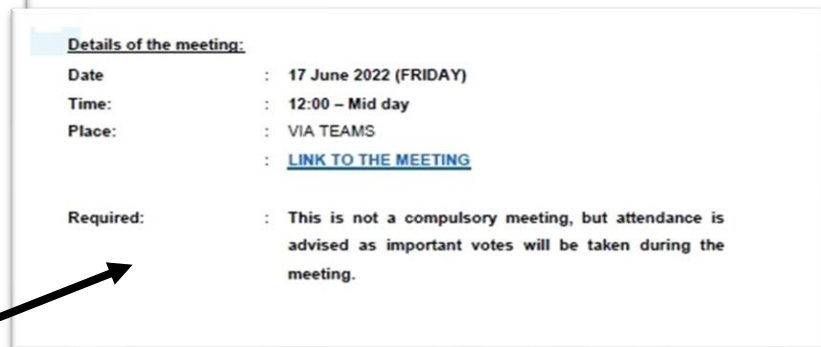 Details of the meeting:
Date : 17 June 2022 (FRIDAY)
Time: : 12:00 – Mid day
Place: : VIA TEAMS
: LINK TO THE MEETING
Required: : This is not a compulsory meeting, but attendance is
advised as important votes will be taken during the
meeting.